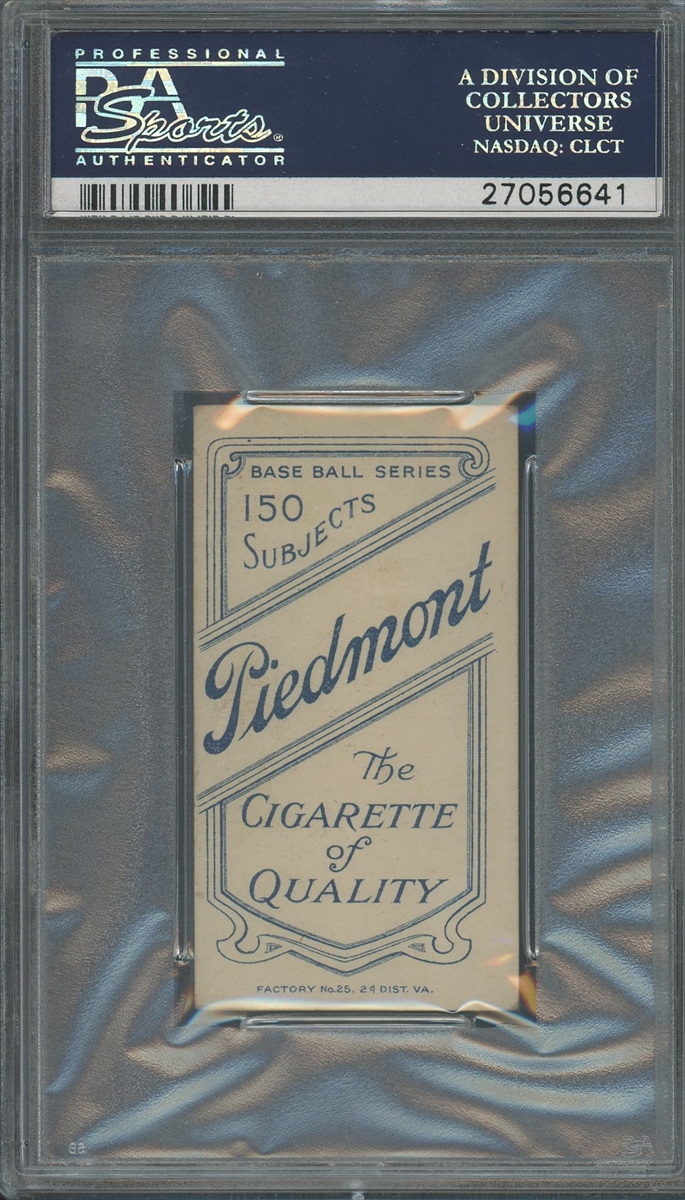 PROFESSIONAL
PSA
Sports®
AUTHENTICATOR
A DIVISION OF
COLLECTORS
UNIVERSE
NASDAQ: CLCT
27056641
BASE BALL SERIES
150
SUBJECTS
Piedmont
The
CIGARETTE
of
QUALITY
FACTORY No.25, 2d DIST. VA.